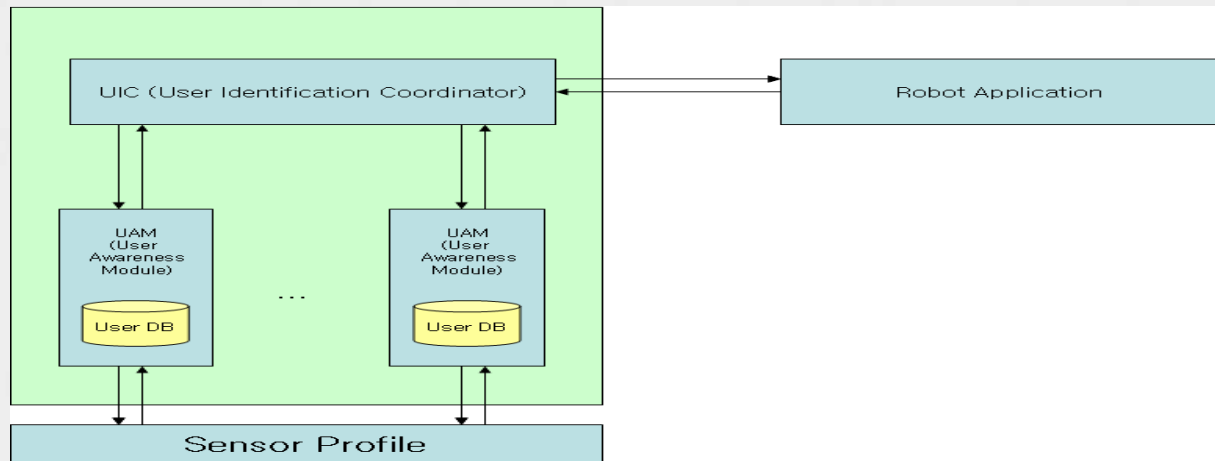 UIC (User Identification Coordinator)
Robot Application
UAM
(User
Awareness
Module)
User DB
...
UAM
(User
Awareness
Module)
User DB
Sensor Profile